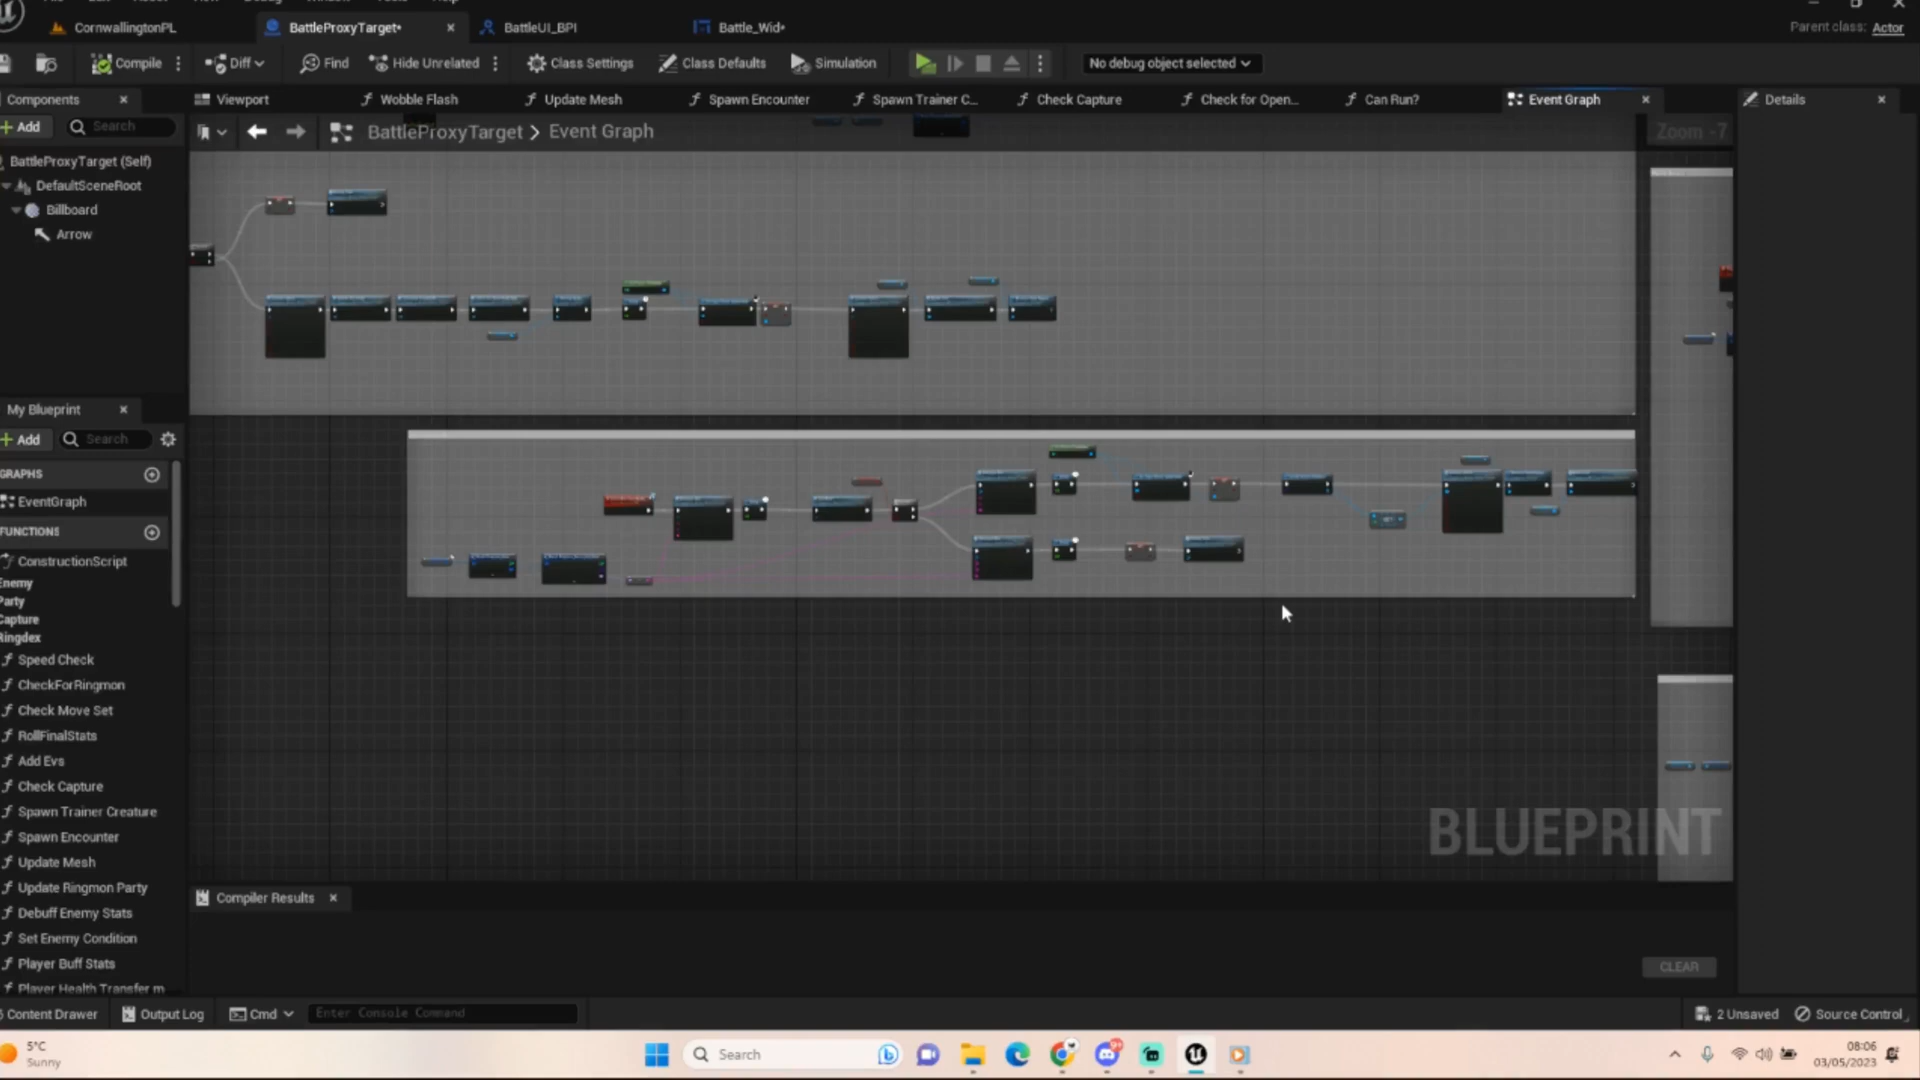 CornwallingtonPL
BattleProxyTarget*
BattleUI_BPI
Battle_Wid*
Parent class: Actor
Compile
Diff
Find
Hide Unrelated
Class Settings
Class Defaults
Simulation
No debug object selected
Components
Viewport
Wobble Flash
Update Mesh
Spawn Encounter
Spawn Trainer C...
Check Capture
Check for Open...
Can Run?
Event Graph
Details
Add
Search
BattleProxyTarget > Event Graph
Zoom -7
BattleProxyTarget (Self)
DefaultSceneRoot
Billboard
Arrow
My Blueprint
Add
Search
GRAPHS
EventGraph
FUNCTIONS
ConstructionScript
Enemy
Party
Capture
Ringdex
Speed Check
CheckForRingmon
Check Move Set
RollFinalStats
Add Evs
Check Capture
Spawn Trainer Creature
Spawn Encounter
Update Mesh
Update Ringmon Party
Debuff Enemy Stats
Set Enemy Condition
Player Buff Stats
Player Health Transfer m
BLUEPRINT
Compiler Results
CLEAR
Content Drawer
Output Log
Cmd
Enter Console Command
2 Unsaved
Source Control
5°C
Sunny
Search
08:06
03/05/2023